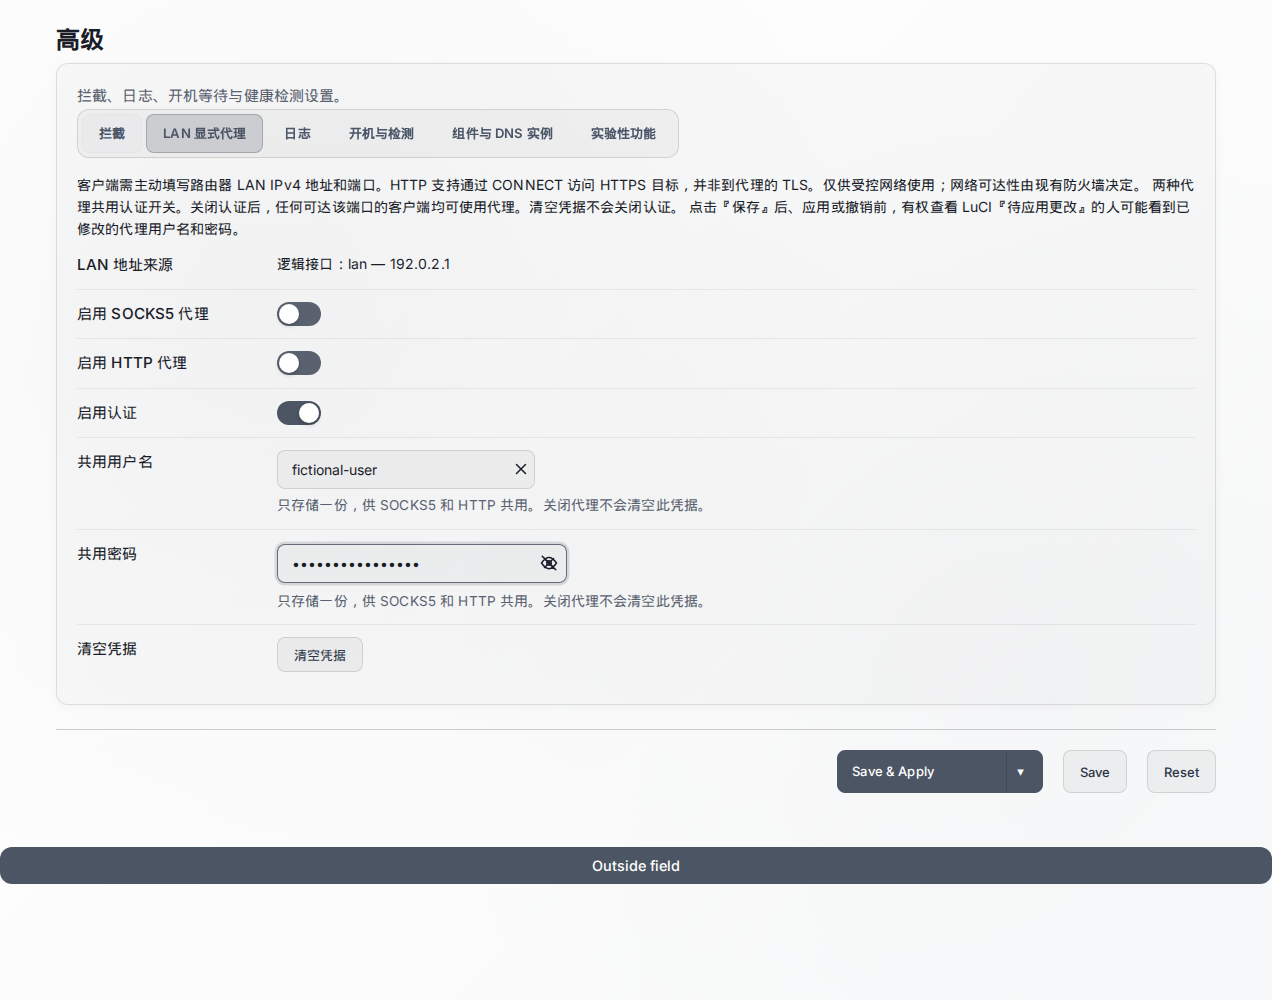 高级
拦截、日志、开机等待与健康检测设置。
拦截 LAN 显式代理 日志 开机与检测 组件与 DNS 实例 实验性功能
客户端需主动填写路由器 LAN IPv4 地址和端口。HTTP 支持通过 CONNECT 访问 HTTPS 目标，并非到代理的 TLS。仅供受控网络使用；网络可达性由现有防火墙决定。 两种代
理共用认证开关。关闭认证后，任何可达该端口的客户端均可使用代理。清空凭据不会关闭认证。 点击『保存』后、应用或撤销前，有权查看 LuCI『待应用更改』的人可能看到已
修改的代理用户名和密码。
LAN 地址来源 逻辑接口：lan — 192.0.2.1
启用 SOCKS5 代理
启用 HTTP 代理
启用认证
共用用户名 fictional-user
只存储一份，供 SOCKS5 和 HTTP 共用。关闭代理不会清空此凭据。
共用密码 ••••••••••••••••
只存储一份，供 SOCKS5 和 HTTP 共用。关闭代理不会清空此凭据。
清空凭据 清空凭据
Save & Apply ▾ Save Reset
Outside field